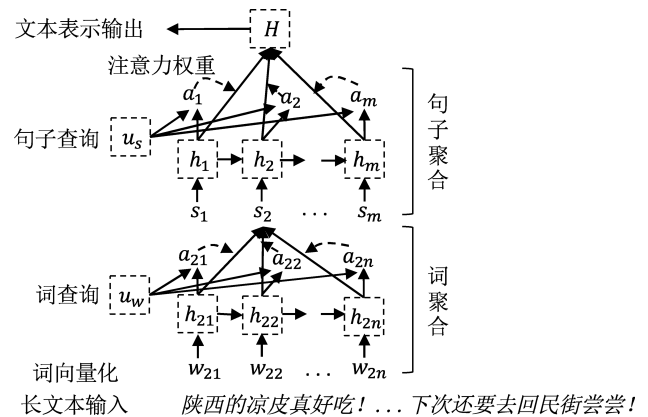 文本表示输出 H
注意力权重
a1 a2 am
句子查询 us
h1 h2 hm
句子聚合
s1 s2 ... sm
a21 a22 a2n
词查询 uw
h21 h22 h2n
词聚合
词向量化 w21 w22 ... w2n
长文本输入 陕西的凉皮真好吃！...下次还要去回民街尝尝！